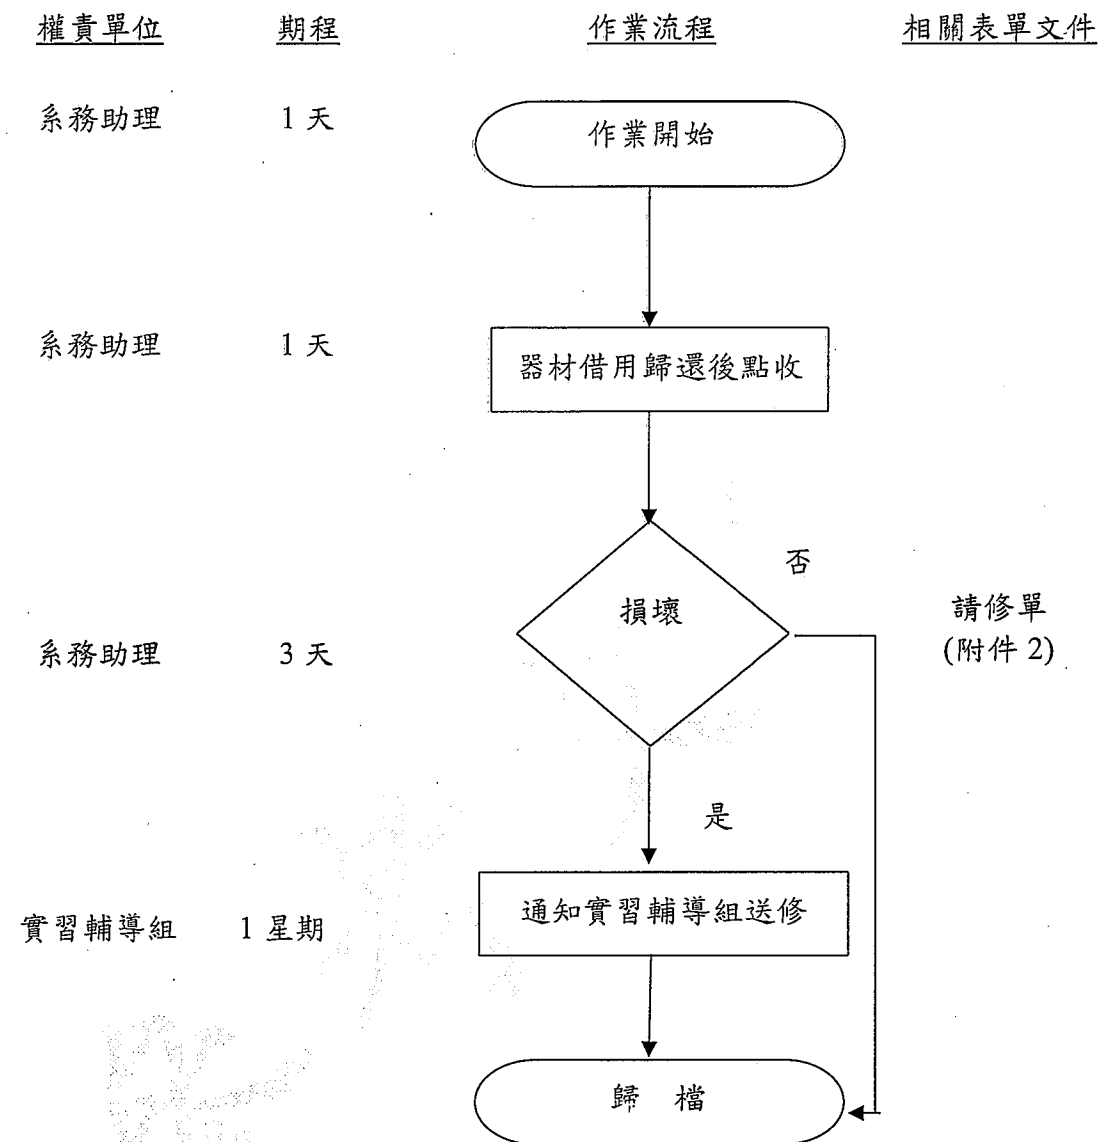 權責單位 期程 作業流程 相關表單文件
系務助理 1 天 作業開始
系務助理 1 天 器材借用歸還後點收
否
損壞 請修單
系務助理 3 天 (附件 2)
是
實習輔導組 1 星期 通知實習輔導組送修
歸 檔